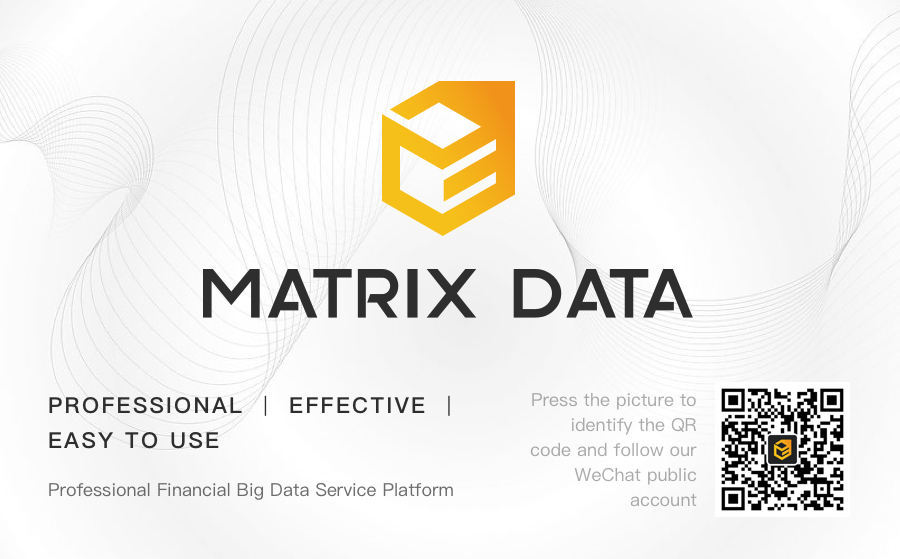 MATRIX DATA
PROFESSIONAL | EFFECTIVE |
EASY TO USE
Professional Financial Big Data Service Platform
Press the picture to
identify the QR
code and follow our
WeChat public
account